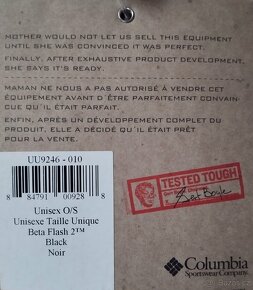 MOTHER WOULD NOT LET US SELL THIS EQUIPMENT
UNTIL SHE WAS CONVINCED IT WAS PERFECT.
FINALLY, AFTER EXHAUSTIVE PRODUCT DEVELOPMENT,
SHE SAYS IT'S READY.
MAMAN NE NOUS A PAS AUTORISÉ À VENDRE CET
ÉQUIPEMENT AVANT D'ÊTRE PARFAITEMENT CONVAIN-
CUE QU'IL ÉTAIT PARFAIT.
ENFIN, APRÈS UN DÉVELOPPEMENT COMPLET DU
PRODUIT, ELLE A DÉCIDÉ QU'IL ÉTAIT PRÊT
POUR LA VENTE.
UU9246 - 010
8 84791 00928 8
Unisex O/S
Unisexe Taille Unique
Beta Flash 2™
Black
Noir
TESTED TOUGH
Gert Boyle
Columbia
Sportswear Company